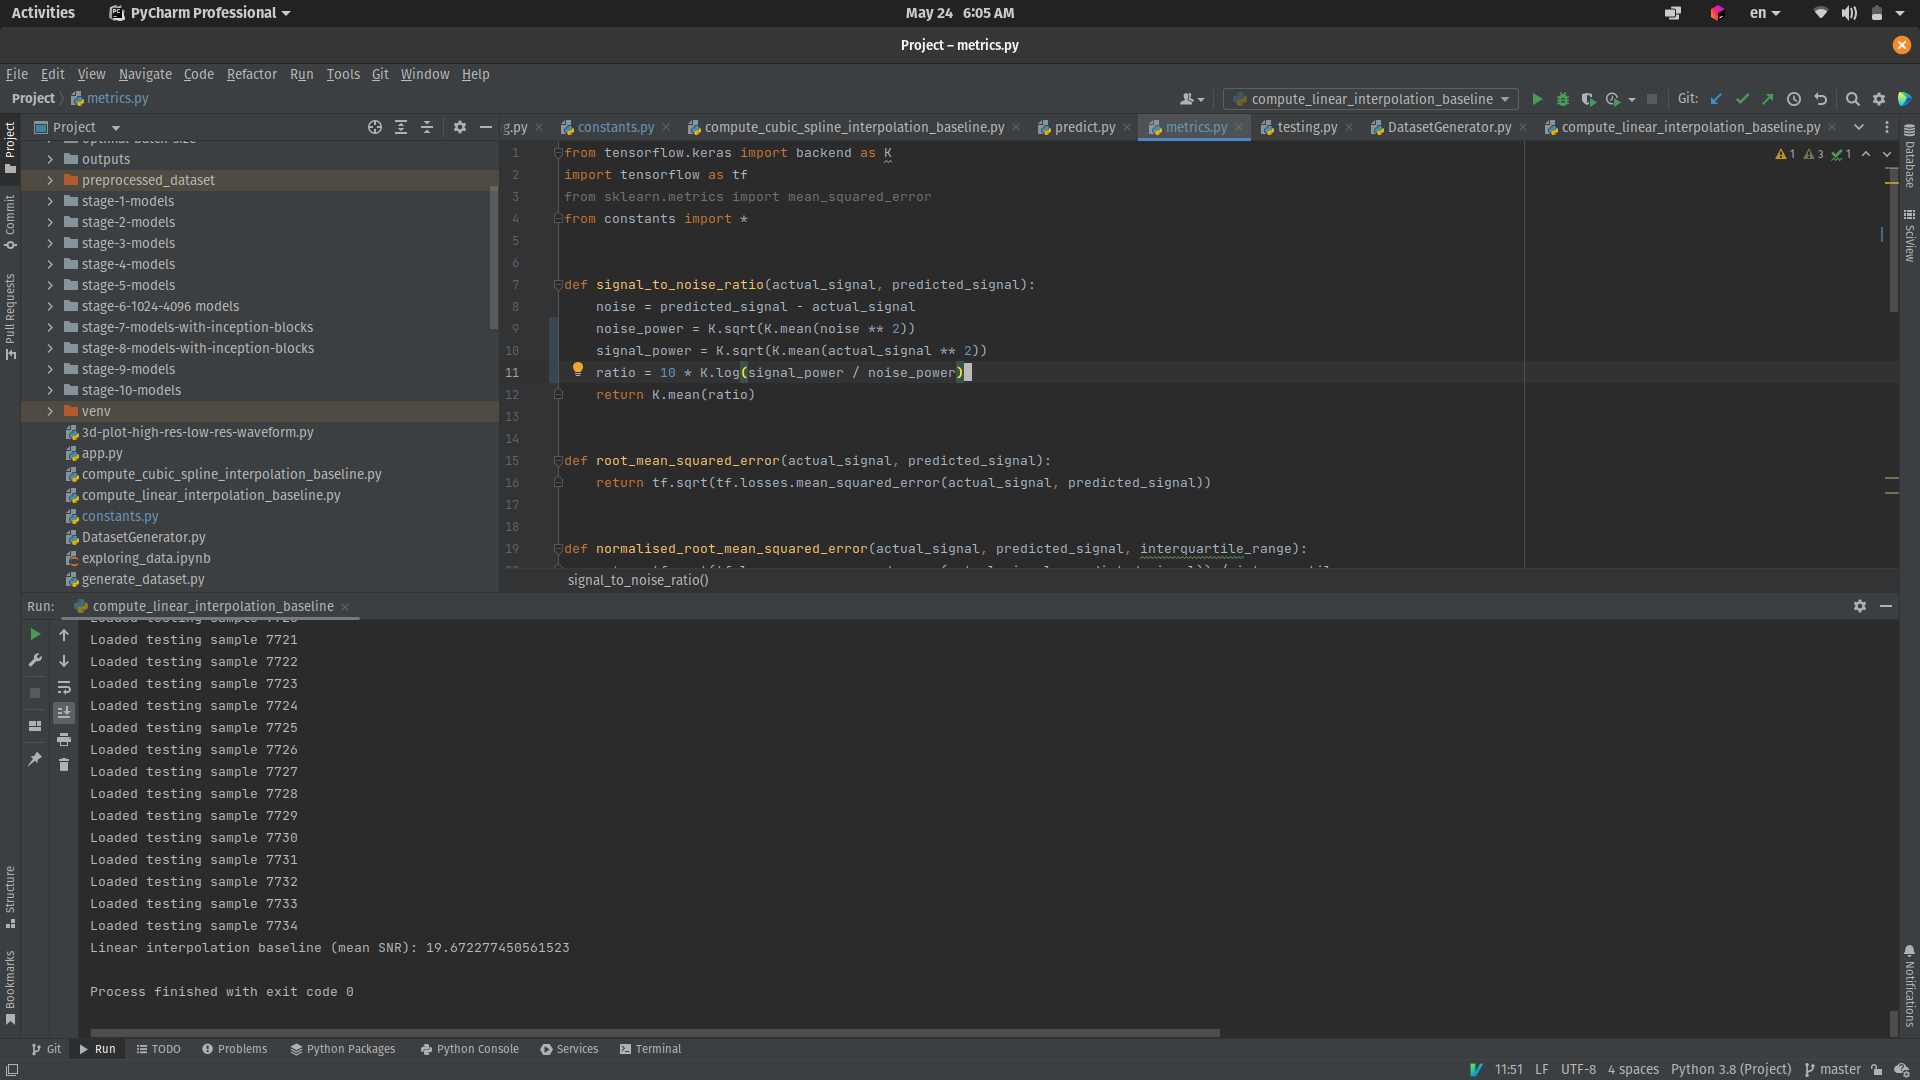 Activities
PyCharm Professional
May 24 6:05 AM
en
Project – metrics.py
File Edit View Navigate Code Refactor Run Tools Git Window Help
Project
metrics.py
compute_linear_interpolation_baseline
Git:
Project
g.py
constants.py
compute_cubic_spline_interpolation_baseline.py
predict.py
metrics.py
testing.py
DatasetGenerator.py
compute_linear_interpolation_baseline.py
Project
Commit
Pull Requests
Structure
Bookmarks
outputs
preprocessed_dataset
stage-1-models
stage-2-models
stage-3-models
stage-4-models
stage-5-models
stage-6-1024-4096 models
stage-7-models-with-inception-blocks
stage-8-models-with-inception-blocks
stage-9-models
stage-10-models
venv
3d-plot-high-res-low-res-waveform.py
app.py
compute_cubic_spline_interpolation_baseline.py
compute_linear_interpolation_baseline.py
constants.py
DatasetGenerator.py
exploring_data.ipynb
generate_dataset.py
1 from tensorflow.keras import backend as K
2 import tensorflow as tf
3 from sklearn.metrics import mean_squared_error
4 from constants import *
5
6
7 def signal_to_noise_ratio(actual_signal, predicted_signal):
8 noise = predicted_signal - actual_signal
9 noise_power = K.sqrt(K.mean(noise ** 2))
10 signal_power = K.sqrt(K.mean(actual_signal ** 2))
11 ratio = 10 * K.log(signal_power / noise_power)
12 return K.mean(ratio)
13
14
15 def root_mean_squared_error(actual_signal, predicted_signal):
16 return tf.sqrt(tf.losses.mean_squared_error(actual_signal, predicted_signal))
17
18
19 def normalised_root_mean_squared_error(actual_signal, predicted_signal, interquartile_range):
1 3 1
signal_to_noise_ratio()
Database
SciView
Notifications
Run:
compute_linear_interpolation_baseline
Loaded testing sample 7721
Loaded testing sample 7722
Loaded testing sample 7723
Loaded testing sample 7724
Loaded testing sample 7725
Loaded testing sample 7726
Loaded testing sample 7727
Loaded testing sample 7728
Loaded testing sample 7729
Loaded testing sample 7730
Loaded testing sample 7731
Loaded testing sample 7732
Loaded testing sample 7733
Loaded testing sample 7734
Linear interpolation baseline (mean SNR): 19.672277450561523
Process finished with exit code 0
Git Run TODO Problems Python Packages Python Console Services Terminal
11:51 LF UTF-8 4 spaces Python 3.8 (Project) master